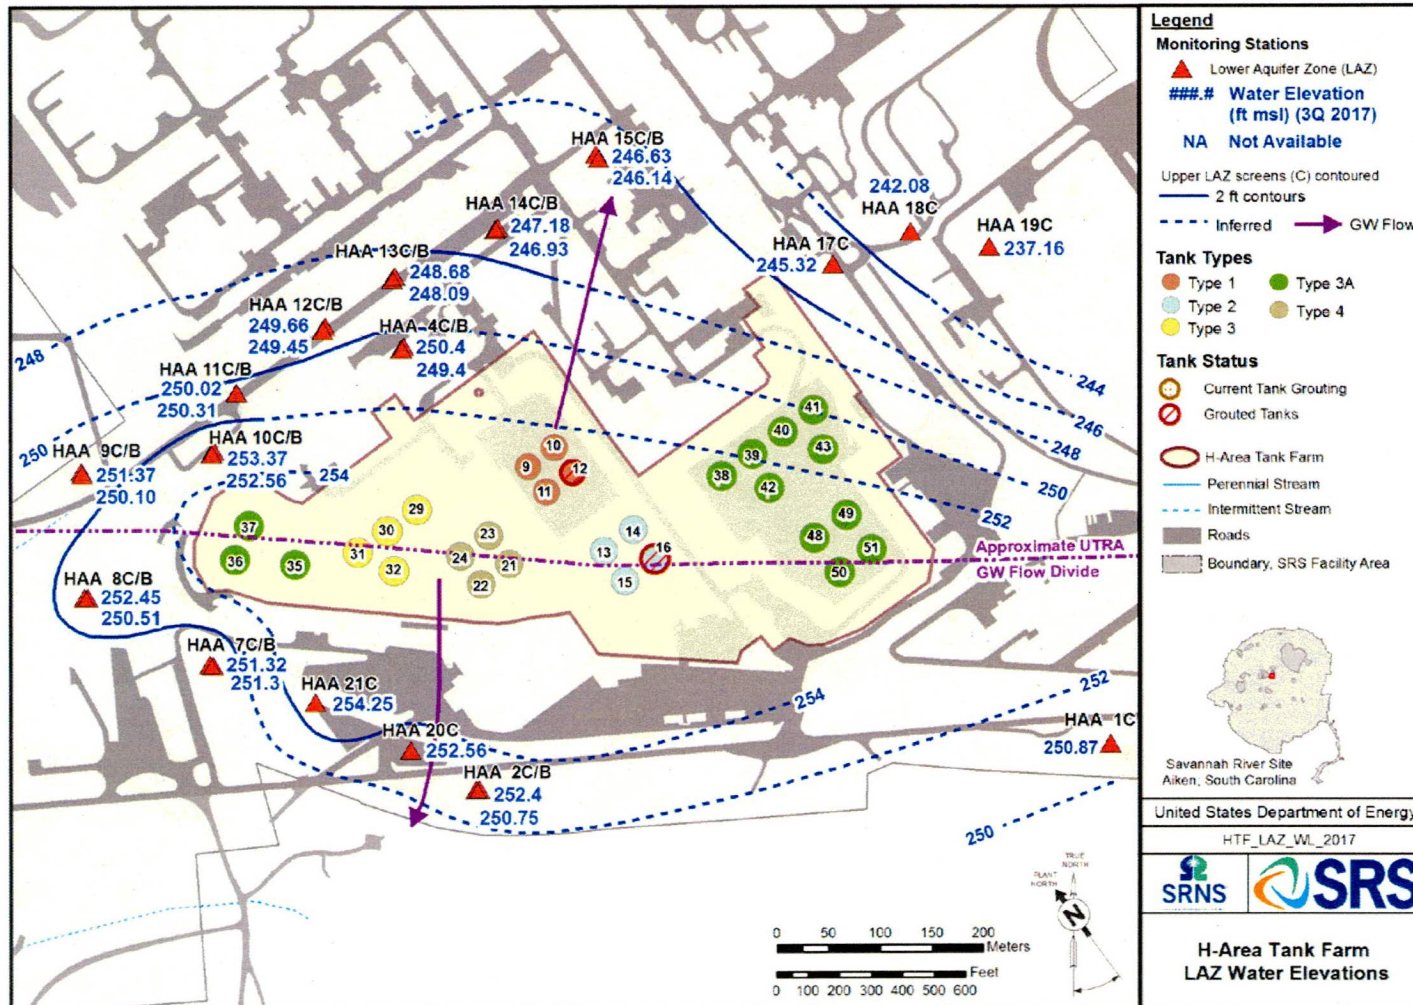 HAA 15C/B
246.63
246.14
HAA 14C/B
247.18
246.93
HAA 13C/B
248.68
248.09
HAA 12C/B
249.66
249.45
HAA 4C/B
250.4
249.4
HAA 11C/B
250.02
250.31
HAA 10C/B
253.37
252.56
HAA 9C/B
251.37
250.10
HAA 8C/B
252.45
250.51
HAA 7C/B
251.32
251.3
HAA 21C
254.25
HAA 20C
252.56
HAA 2C/B
252.4
250.75
242.08
HAA 18C
HAA 19C
237.16
HAA 17C
245.32
HAA 1C
250.87
248
250
254
244
246
248
250
252
254
252
250
9
10
11
12
13
14
15
16
21
22
23
24
29
30
31
32
35
36
37
38
39
40
41
42
43
48
49
50
51
Approximate UTRA
GW Flow Divide
TRUE
NORTH
PLANT
NORTH
N
0 50 100 150 200
Meters
Feet
0 100 200 300 400 500 600
Legend
Monitoring Stations
Lower Aquifer Zone (LAZ)
###.# Water Elevation
(ft msl) (3Q 2017)
NA Not Available
Upper LAZ screens (C) contoured
2 ft contours
Inferred GW Flow
Tank Types
Type 1 Type 3A
Type 2 Type 4
Type 3
Tank Status
Current Tank Grouting
Grouted Tanks
H-Area Tank Farm
Perennial Stream
Intermittent Stream
Roads
Boundary, SRS Facility Area
Savannah River Site
Aiken, South Carolina
United States Department of Energy
HTF_LAZ_WL_2017
SRNS
SRS
H-Area Tank Farm
LAZ Water Elevations